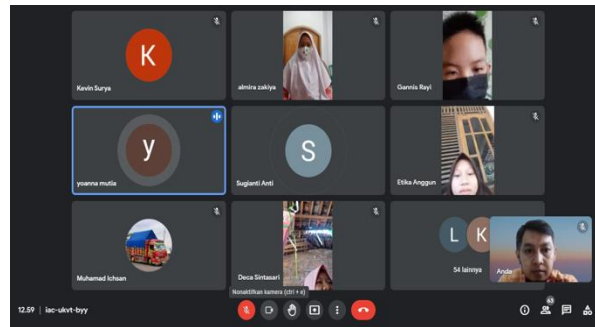 K
Kevin Surya
almira zakiya
Gannis Rayi
y
yoanna mutia
S
Sugianti Anti
Etika Anggun
Muhamad Ichsan
Deca Sintasari
L K
54 lainnya
Anda
Nonaktifkan kamera (ctrl + e)
12.59 | iac-ukvt-byy
63